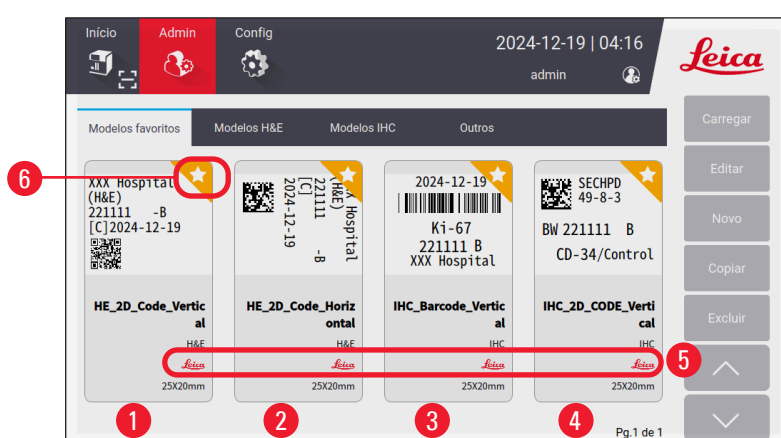 Início Admin Config
2024-12-19 | 04:16
admin
Leica
Modelos favoritos Modelos H&E Modelos IHC Outros
Carregar
Editar
Novo
Copiar
Excluir
6
XXX Hospital
(H&E)
221111 -B
[C]2024-12-19
HE_2D_Code_Vertic
al
H&E
Leica
25X20mm
1
XXX Hospital
(H&E)
221111 -B
[C]
2024-12-19
HE_2D_Code_Horiz
ontal
H&E
Leica
25X20mm
2
2024-12-19
Ki-67
221111 B
XXX Hospital
IHC_Barcode_Vertic
al
IHC
Leica
25X20mm
3
SECHPD
49-8-3
BW 221111 B
CD-34/Control
IHC_2D_CODE_Verti
cal
IHC
Leica
25X20mm
4
5
Pg.1 de 1